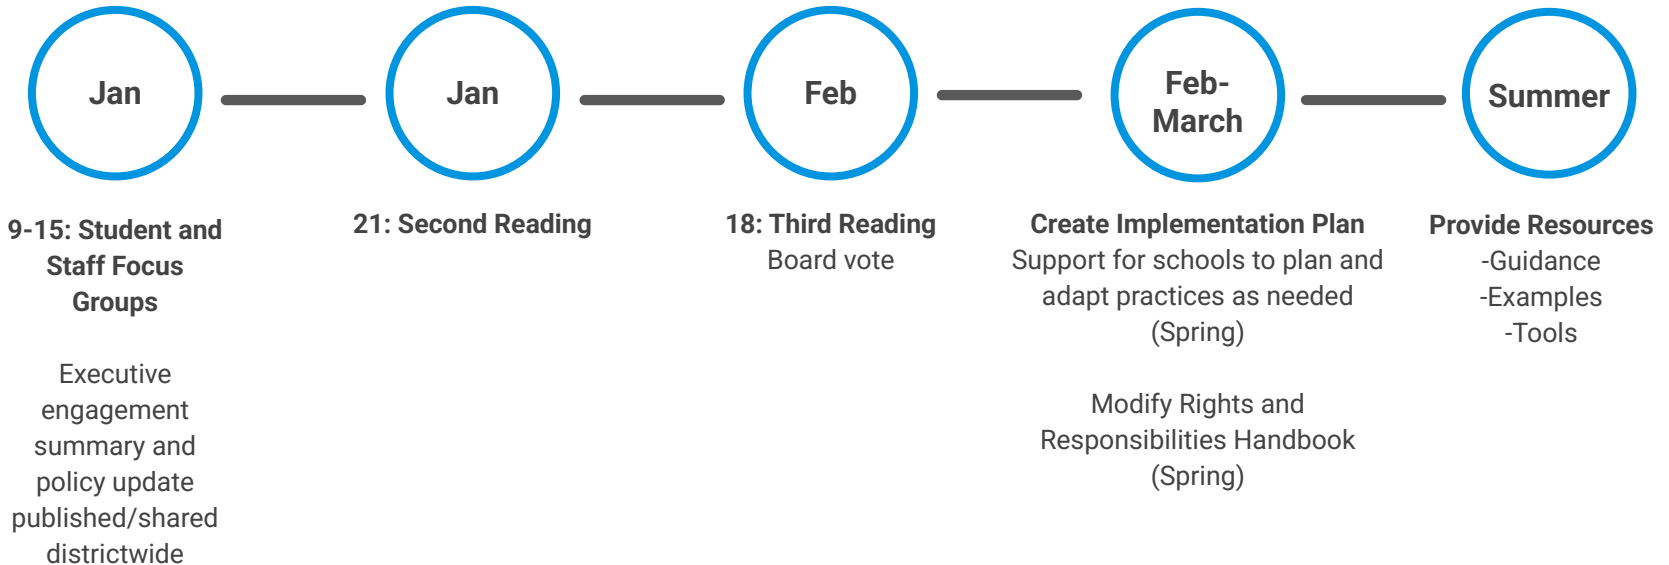 Jan
9-15: Student and
Staff Focus
Groups
Executive
engagement
summary and
policy update
published/shared
districtwide
Jan
21: Second Reading
Feb
18: Third Reading
Board vote
Feb-
March
Create Implementation Plan
Support for schools to plan and
adapt practices as needed
(Spring)
Modify Rights and
Responsibilities Handbook
(Spring)
Summer
Provide Resources
-Guidance
-Examples
-Tools